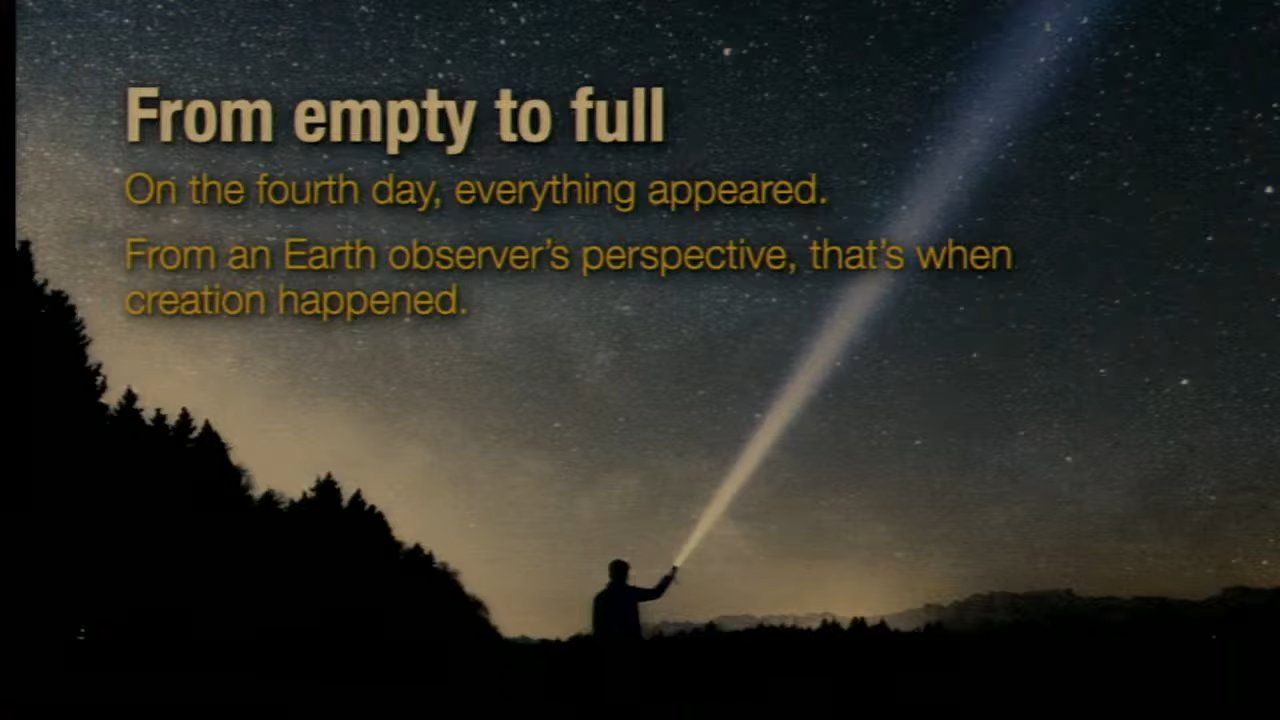 From empty to full
On the fourth day, everything appeared.
From an Earth observer’s perspective, that’s when
creation happened.